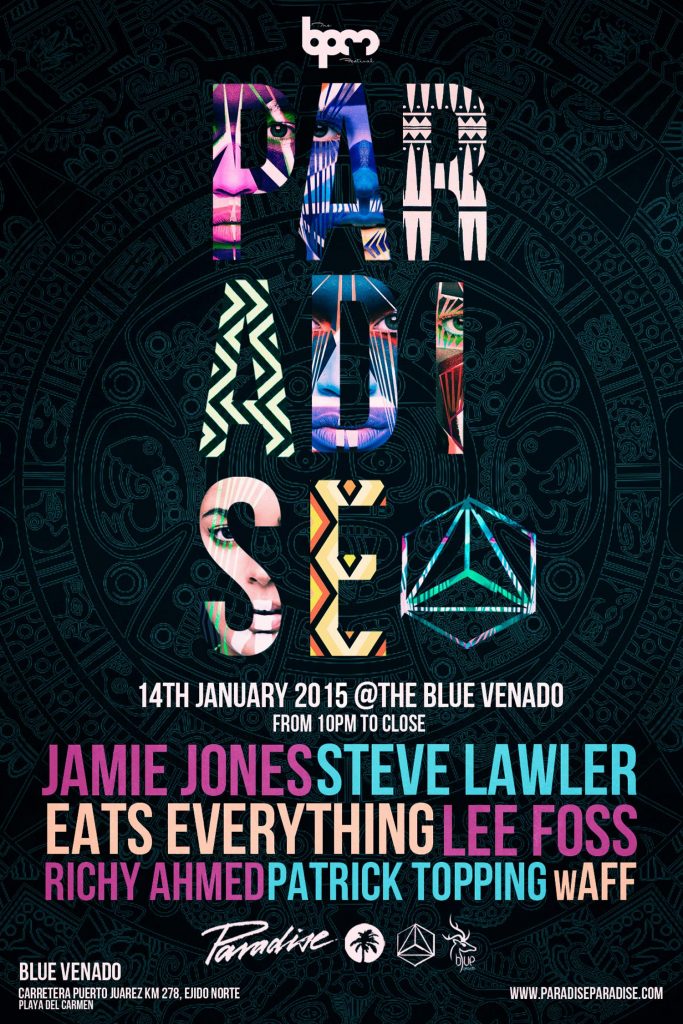 The
bpm
Festival
PAR
ADI
SE
14TH JANUARY 2015 @THE BLUE VENADO
FROM 10PM TO CLOSE
JAMIE JONES STEVE LAWLER
EATS EVERYTHING LEE FOSS
RICHY AHMED PATRICK TOPPING wAFF
Paradise
BLUE VENADO
CARRETERA PUERTO JUAREZ KM 278, EJIDO NORTE
PLAYA DEL CARMEN
WWW.PARADISEPARADISE.COM